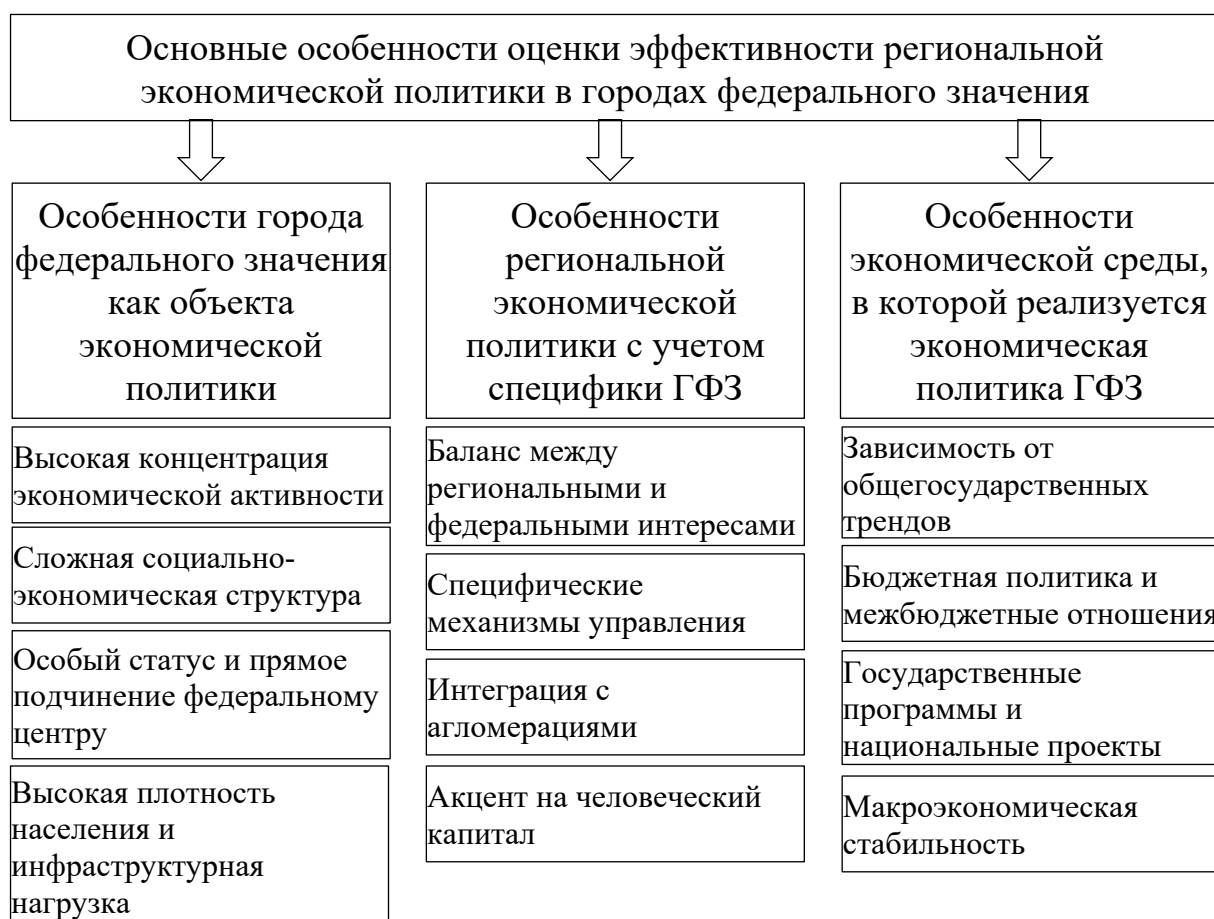 Основные особенности оценки эффективности региональной
экономической политики в городах федерального значения
Особенности города
федерального значения
как объекта
экономической
политики
Высокая концентрация
экономической активности
Сложная социально-
экономическая структура
Особый статус и прямое
подчинение федеральному
центру
Высокая плотность
населения и
инфраструктурная
нагрузка
Особенности
региональной
экономической
политики с учетом
специфики ГФЗ
Баланс между
региональными и
федеральными интересами
Специфические
механизмы управления
Интеграция с
агломерациями
Акцент на человеческий
капитал
Особенности
экономической среды,
в которой реализуется
экономическая
политика ГФЗ
Зависимость от
общегосударственных
трендов
Бюджетная политика и
межбюджетные отношения
Государственные
программы и
национальные проекты
Макроэкономическая
стабильность